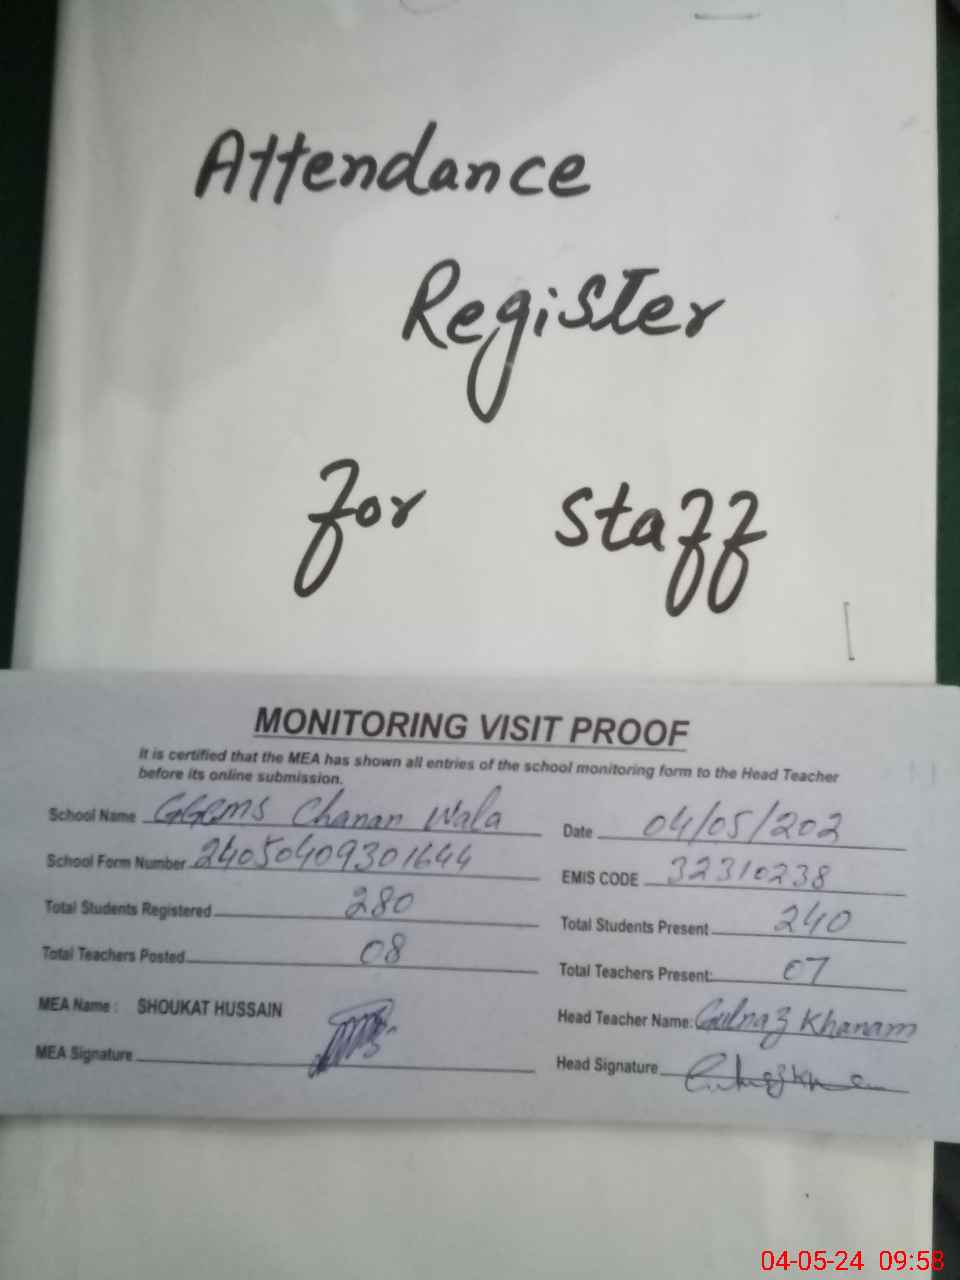 Attendance
Register
for Staff
MONITORING VISIT PROOF
It is certified that the MEA has shown all entries of the school monitoring form to the Head Teacher
before its online submission.
School Name GGCMS Chanan Wala
Date 04/05/202
School Form Number 24050409301644
EMIS CODE 32310238
Total Students Registered 280
Total Students Present 240
Total Teachers Posted 08
Total Teachers Present: 07
MEA Name : SHOUKAT HUSSAIN
Head Teacher Name: Gulnaz Khanam
MEA Signature
Head Signature
04-05-24 09:58